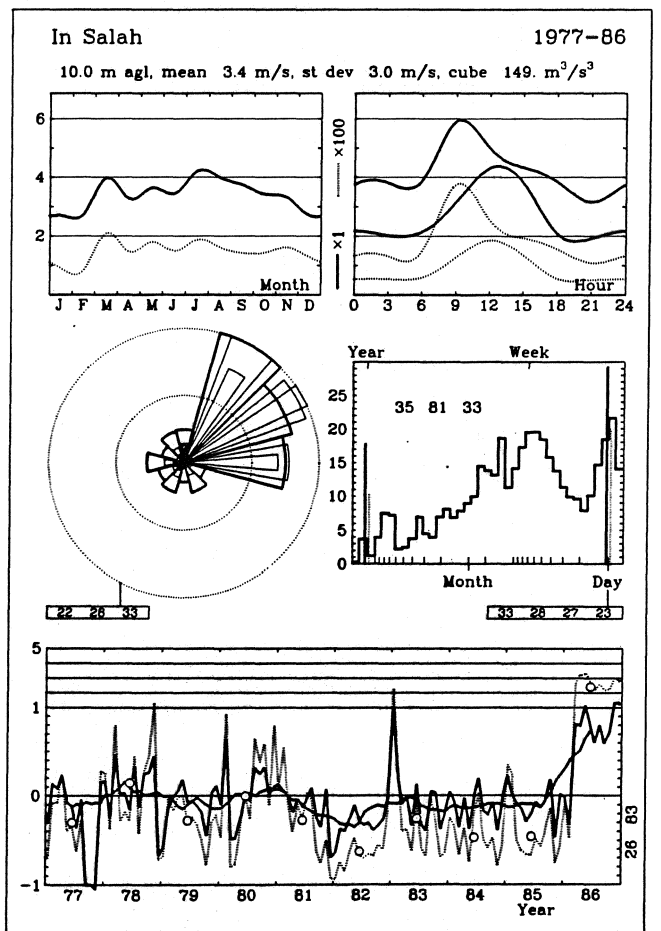 In Salah 1977-86
10.0 m agl, mean 3.4 m/s, st dev 3.0 m/s, cube 149. m³/s³
6
4
2
Month
J F M A M J J A S O N D
×1 ×100
Hour
0 3 6 9 12 15 18 21 24
Year Week
25
20
15
10
5
0
35 81 33
Month Day
22 28 33
33 28 27 23
5
1
0
-1
28 83
77 78 79 80 81 82 83 84 85 86
Year